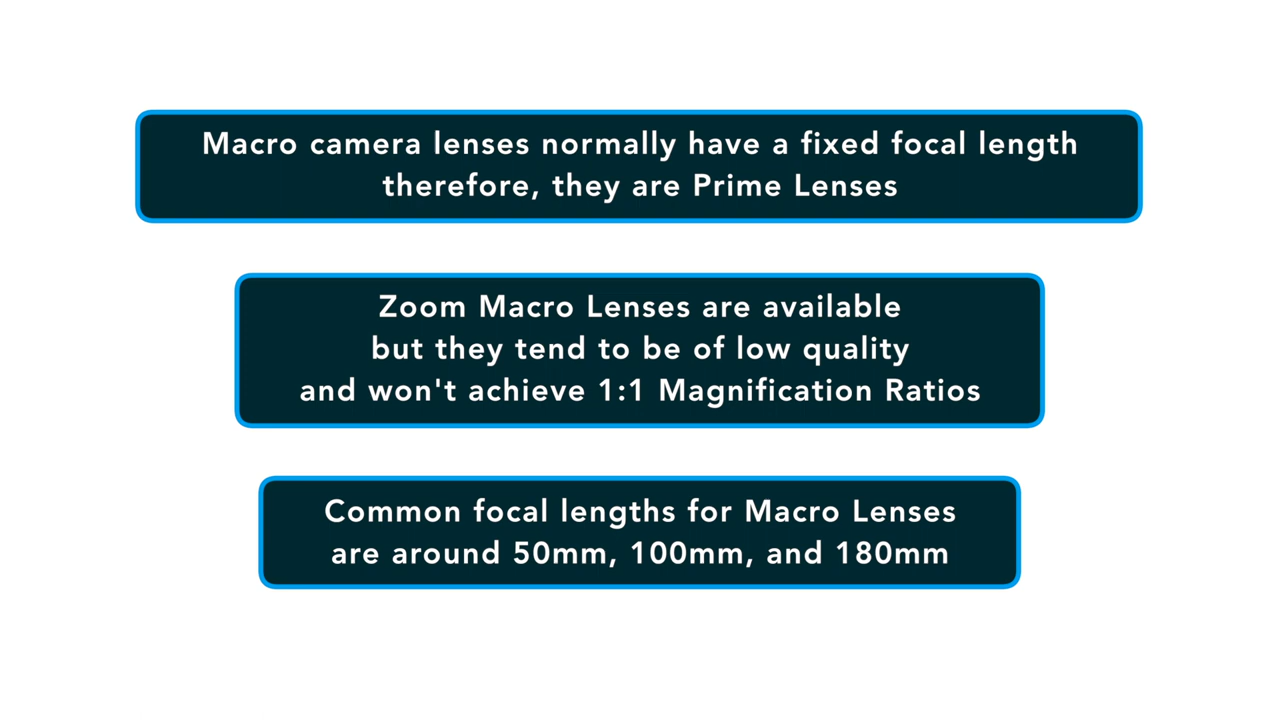 Macro camera lenses normally have a fixed focal length
therefore, they are Prime Lenses
Zoom Macro Lenses are available
but they tend to be of low quality
and won't achieve 1:1 Magnification Ratios
Common focal lengths for Macro Lenses
are around 50mm, 100mm, and 180mm